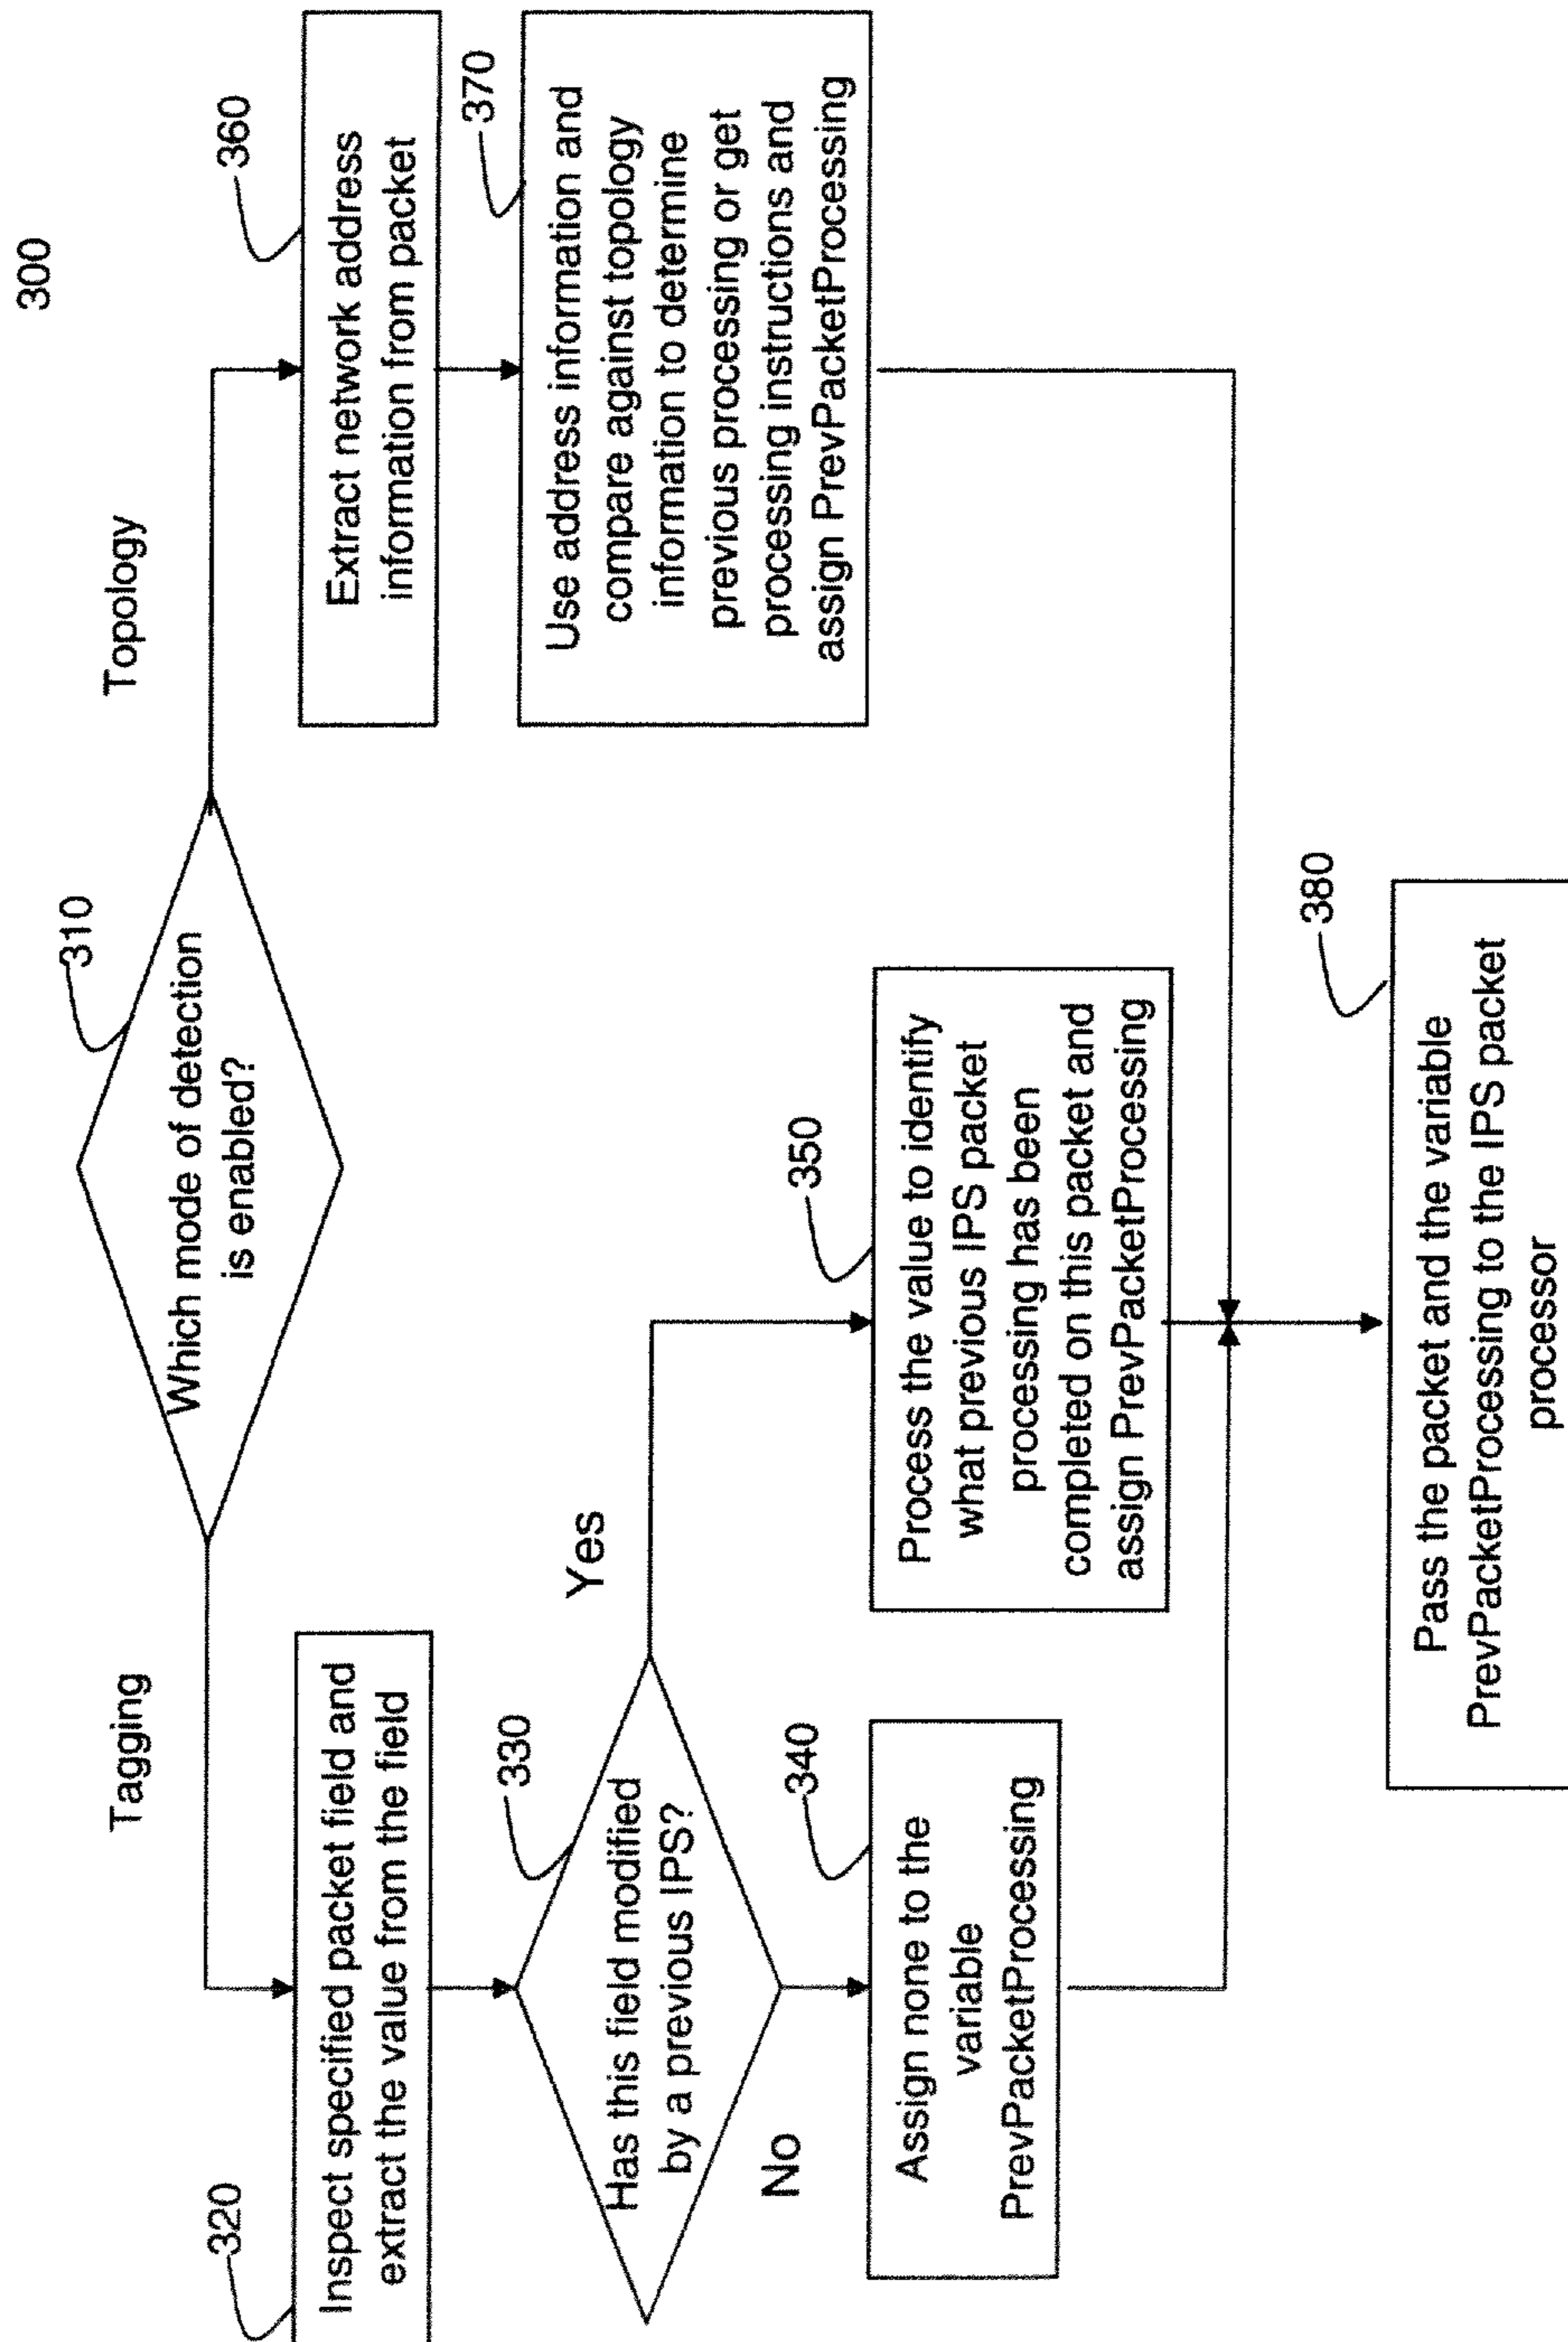 300
310
Which mode of detection
is enabled?
Tagging
Topology
320
Inspect specified packet field and
extract the value from the field
330
Has this field modified
by a previous IPS?
Yes
No
340
Assign none to the
variable
PrevPacketProcessing
350
Process the value to identify
what previous IPS packet
processing has been
completed on this packet and
assign PrevPacketProcessing
360
Extract network address
information from packet
370
Use address information and
compare against topology
information to determine
previous processing or get
processing instructions and
assign PrevPacketProcessing
380
Pass the packet and the variable
PrevPacketProcessing to the IPS packet
processor